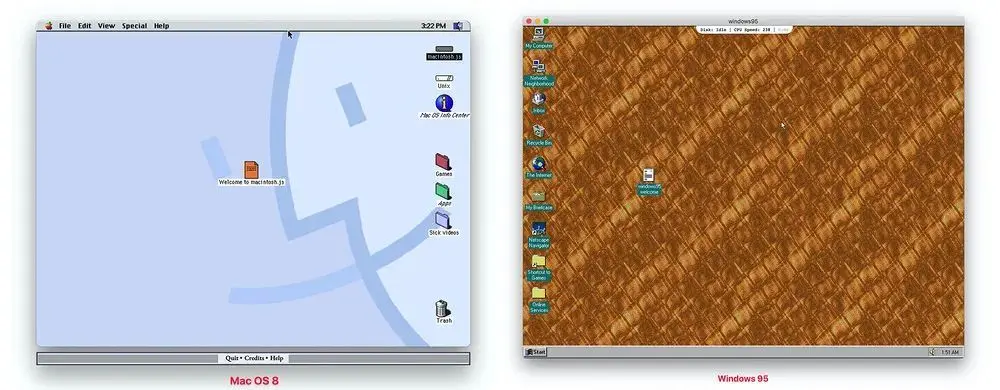 File Edit View Special Help
3:22 PM
macintosh.js
Unix
Mac OS Info Center
Welcome to macintosh.js
Games
Apps
Slick videos
Trash
Quit • Credits • Help
Mac OS 8
windows95
Disk: Idle | CPU Speed: 238 |
My Computer
Network
Neighborhood
Inbox
Recycle Bin
The Internet
My Briefcase
Netscape
Navigator
Shortcut to
Games
Online
Services
windows95
welcome
Start
1:51 AM
Windows 95